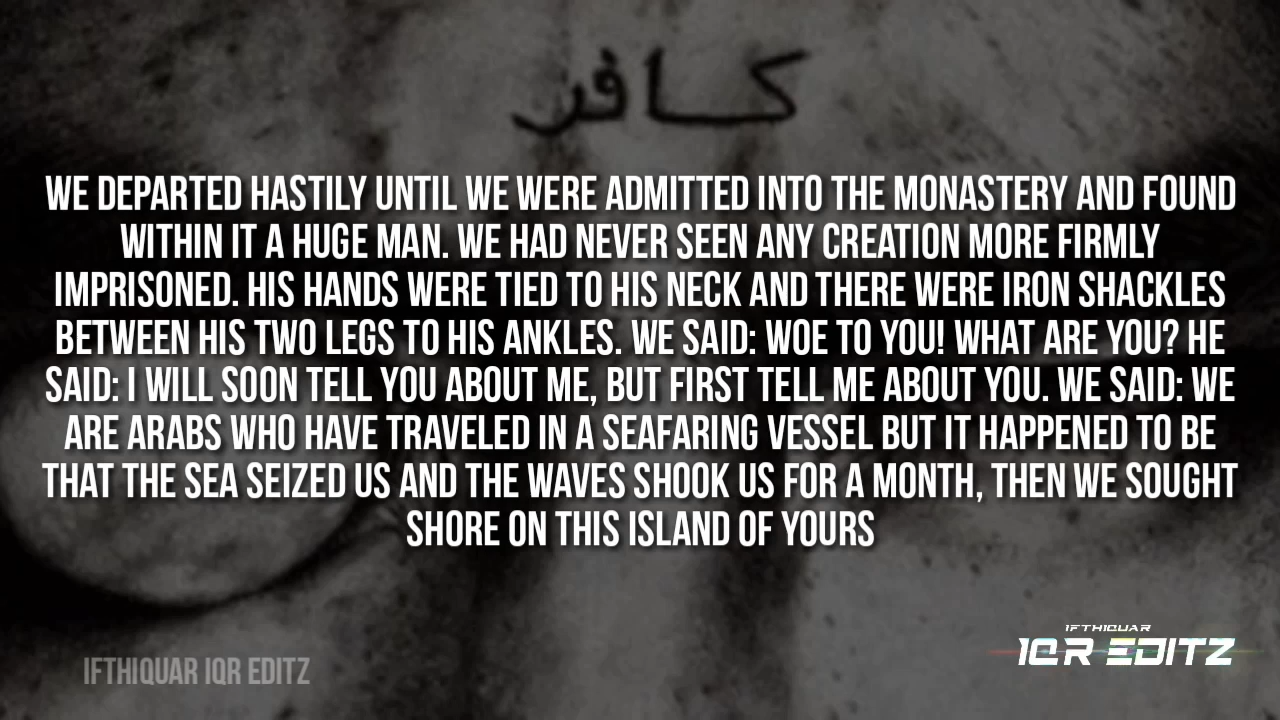 كافر
WE DEPARTED HASTILY UNTIL WE WERE ADMITTED INTO THE MONASTERY AND FOUND
WITHIN IT A HUGE MAN. WE HAD NEVER SEEN ANY CREATION MORE FIRMLY
IMPRISONED. HIS HANDS WERE TIED TO HIS NECK AND THERE WERE IRON SHACKLES
BETWEEN HIS TWO LEGS TO HIS ANKLES. WE SAID: WOE TO YOU! WHAT ARE YOU? HE
SAID: I WILL SOON TELL YOU ABOUT ME, BUT FIRST TELL ME ABOUT YOU. WE SAID: WE
ARE ARABS WHO HAVE TRAVELED IN A SEAFARING VESSEL BUT IT HAPPENED TO BE
THAT THE SEA SEIZED US AND THE WAVES SHOOK US FOR A MONTH, THEN WE SOUGHT
SHORE ON THIS ISLAND OF YOURS
IFTHIQUAR
IQR EDITZ
IFTHIQUAR IQR EDITZ